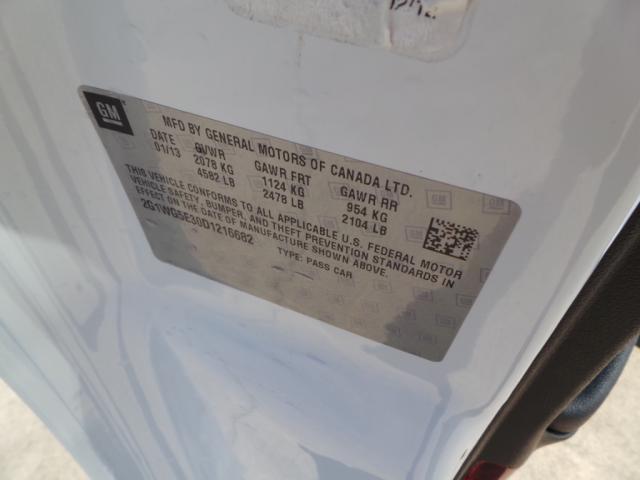 GM
MFD BY GENERAL MOTORS OF CANADA LTD.
DATE GVWR GAWR FRT GAWR RR
01/13 2078 KG 1124 KG 954 KG
4582 LB 2478 LB 2104 LB
THIS VEHICLE CONFORMS TO ALL APPLICABLE U.S. FEDERAL MOTOR
VEHICLE SAFETY, BUMPER, AND THEFT PREVENTION STANDARDS IN
EFFECT ON THE DATE OF MANUFACTURE SHOWN ABOVE.
2G1WG5E30D1216682
TYPE: PASS CAR